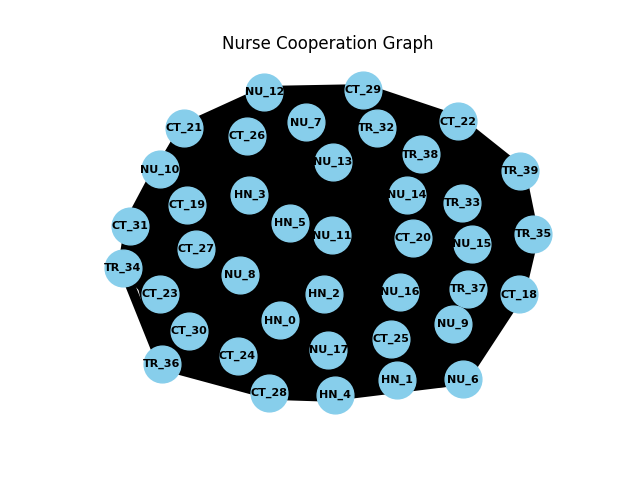 Nurse Cooperation Graph
NU_12
CT_29
CT_21
CT_26
NU_7
TR_32
CT_22
NU_13
TR_38
NU_10
TR_39
HN_3
NU_14
CT_19
TR_33
CT_31
HN_5
NU_11
CT_20
NU_15
TR_35
CT_27
TR_34
NU_8
CT_23
HN_2
NU_16
TR_37
CT_18
HN_0
NU_9
CT_30
CT_25
CT_24
NU_17
TR_36
CT_28
HN_4
HN_1
NU_6